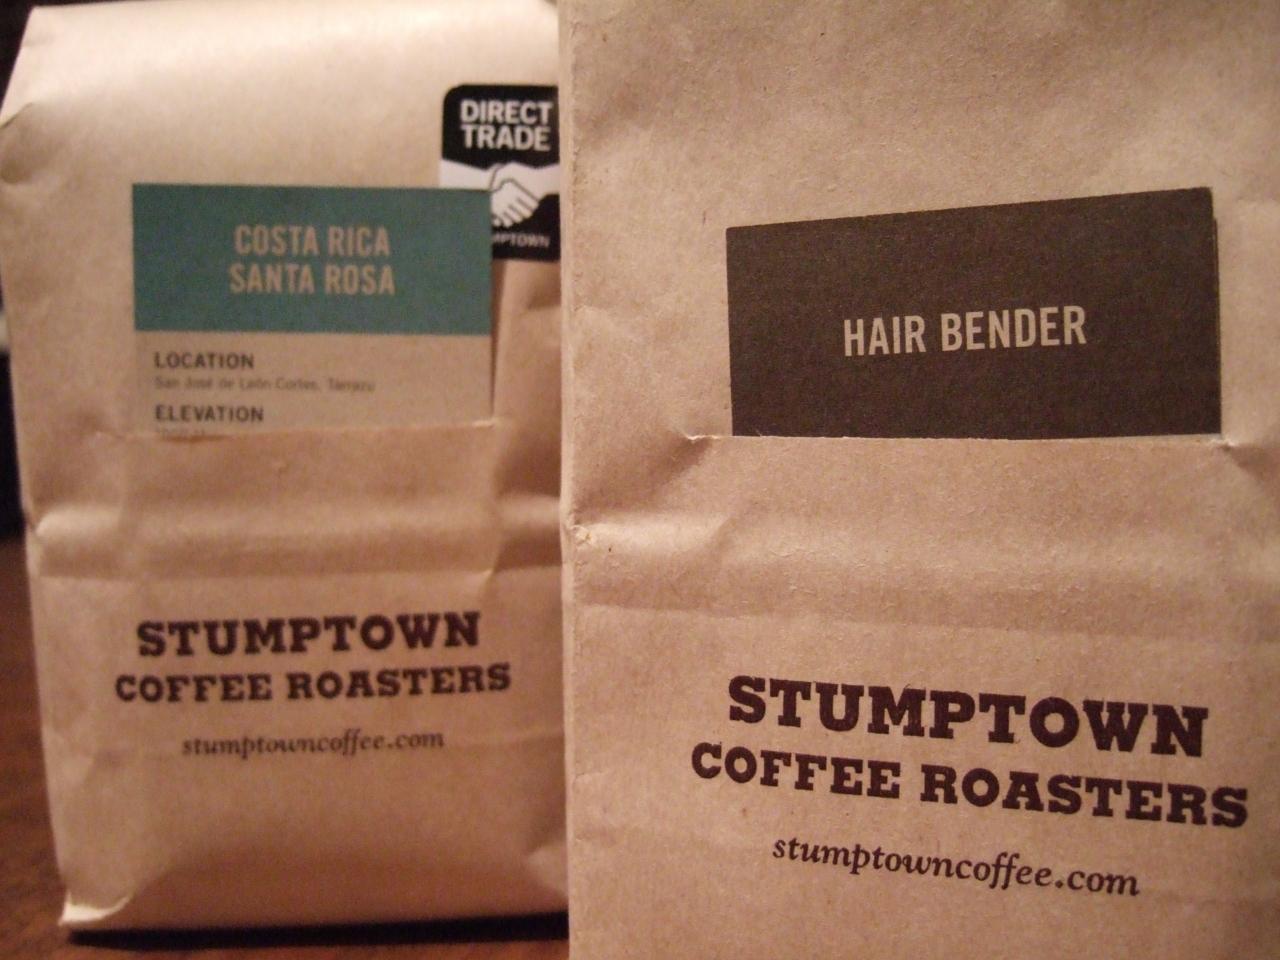 DIRECT
TRADE
COSTA RICA
SANTA ROSA
LOCATION
San José de León Cortes, Tarrazu
ELEVATION
STUMPTOWN
COFFEE ROASTERS
stumptowncoffee.com
HAIR BENDER
STUMPTOWN
COFFEE ROASTERS
stumptowncoffee.com